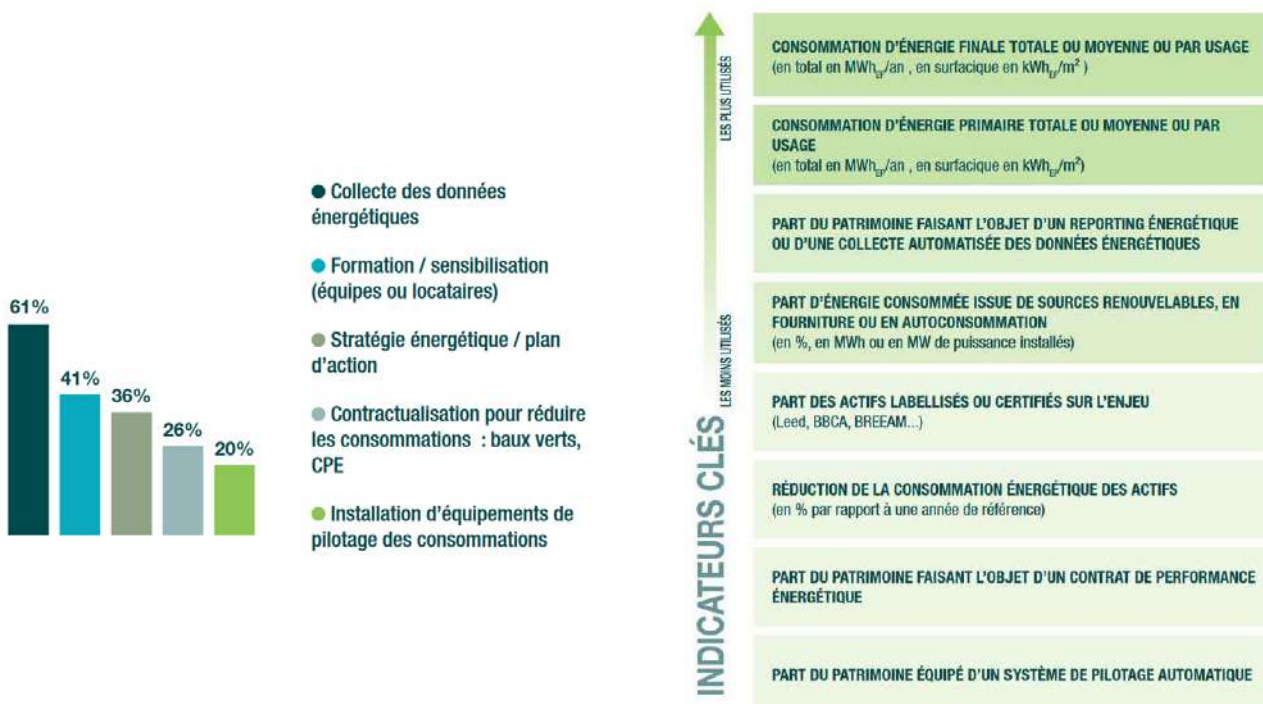 61%
41%
36%
26%
20%
● Collecte des données
énergétiques
● Formation / sensibilisation
(équipes ou locataires)
● Stratégie énergétique / plan
d'action
● Contractualisation pour réduire
les consommations : baux verts,
CPE
● Installation d'équipements de
pilotage des consommations
INDICATEURS CLÉS
LES MOINS UTILISÉS
LES PLUS UTILISÉS
CONSOMMATION D'ÉNERGIE FINALE TOTALE OU MOYENNE OU PAR USAGE
(en total en MWh_EF/an , en surfacique en kWh_EF/m² )
CONSOMMATION D'ÉNERGIE PRIMAIRE TOTALE OU MOYENNE OU PAR
USAGE
(en total en MWh_EP/an , en surfacique en kWh_EP/m²)
PART DU PATRIMOINE FAISANT L'OBJET D'UN REPORTING ÉNERGÉTIQUE
OU D'UNE COLLECTE AUTOMATISÉE DES DONNÉES ÉNERGÉTIQUES
PART D'ÉNERGIE CONSOMMÉE ISSUE DE SOURCES RENOUVELABLES, EN
FOURNITURE OU EN AUTOCONSOMMATION
(en %, en MWh ou en MW de puissance installés)
PART DES ACTIFS LABELLISÉS OU CERTIFIÉS SUR L'ENJEU
(Leed, BBCA, BREEAM...)
RÉDUCTION DE LA CONSOMMATION ÉNERGÉTIQUE DES ACTIFS
(en % par rapport à une année de référence)
PART DU PATRIMOINE FAISANT L'OBJET D'UN CONTRAT DE PERFORMANCE
ÉNERGÉTIQUE
PART DU PATRIMOINE ÉQUIPÉ D'UN SYSTÈME DE PILOTAGE AUTOMATIQUE